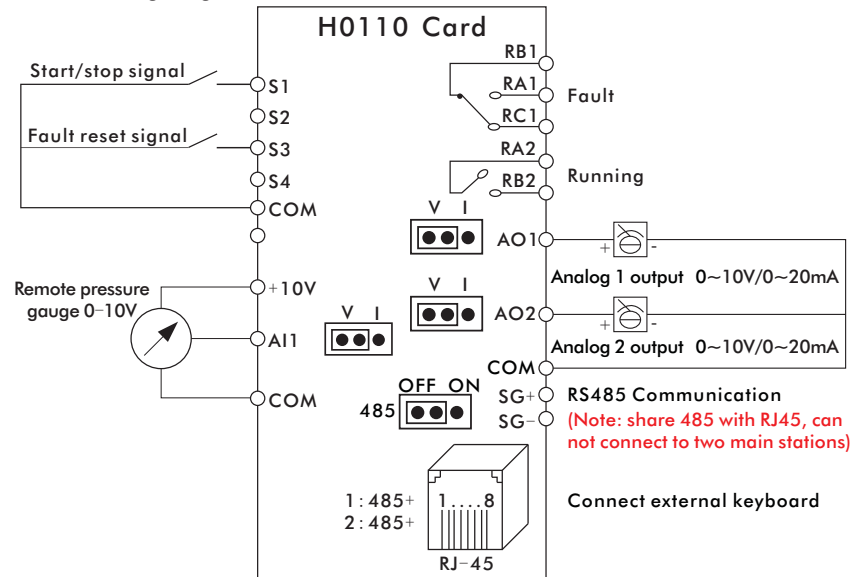 H0110 Card
Start/stop signal
S1
S2
Fault reset signal
S3
S4
COM
Remote pressure
gauge 0-10V
+10V
AI1
COM
V I
RB1
RA1
RC1
Fault
RA2
RB2
Running
V I
AO1
+ -
Analog 1 output 0~10V/0~20mA
V I
AO2
+ -
Analog 2 output 0~10V/0~20mA
COM
OFF ON
485
SG+
SG-
RS485 Communication
(Note: share 485 with RJ45, can
not connect to two main stations)
1:485+
2:485+
1....8
RJ-45
Connect external keyboard